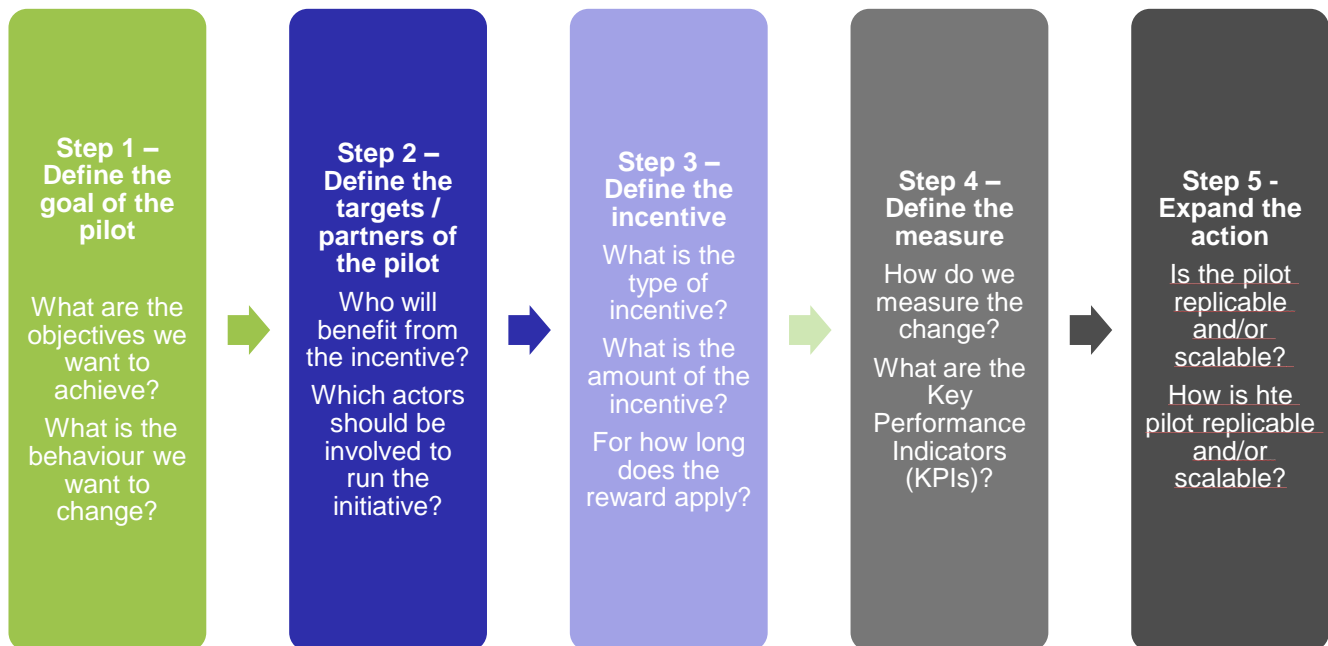 Step 1 –
Define the
goal of the
pilot
What are the
objectives we
want to
achieve?
What is the
behaviour we
want to
change?
Step 2 –
Define the
targets /
partners of
the pilot
Who will
benefit from
the incentive?
Which actors
should be
involved to
run the
initiative?
Step 3 –
Define the
incentive
What is the
type of
incentive?
What is the
amount of the
incentive?
For how long
does the
reward apply?
Step 4 –
Define the
measure
How do we
measure the
change?
What are the
Key
Performance
Indicators
(KPIs)?
Step 5 -
Expand the
action
Is the pilot
replicable
and/or
scalable?
How is hte
pilot replicable
and/or
scalable?